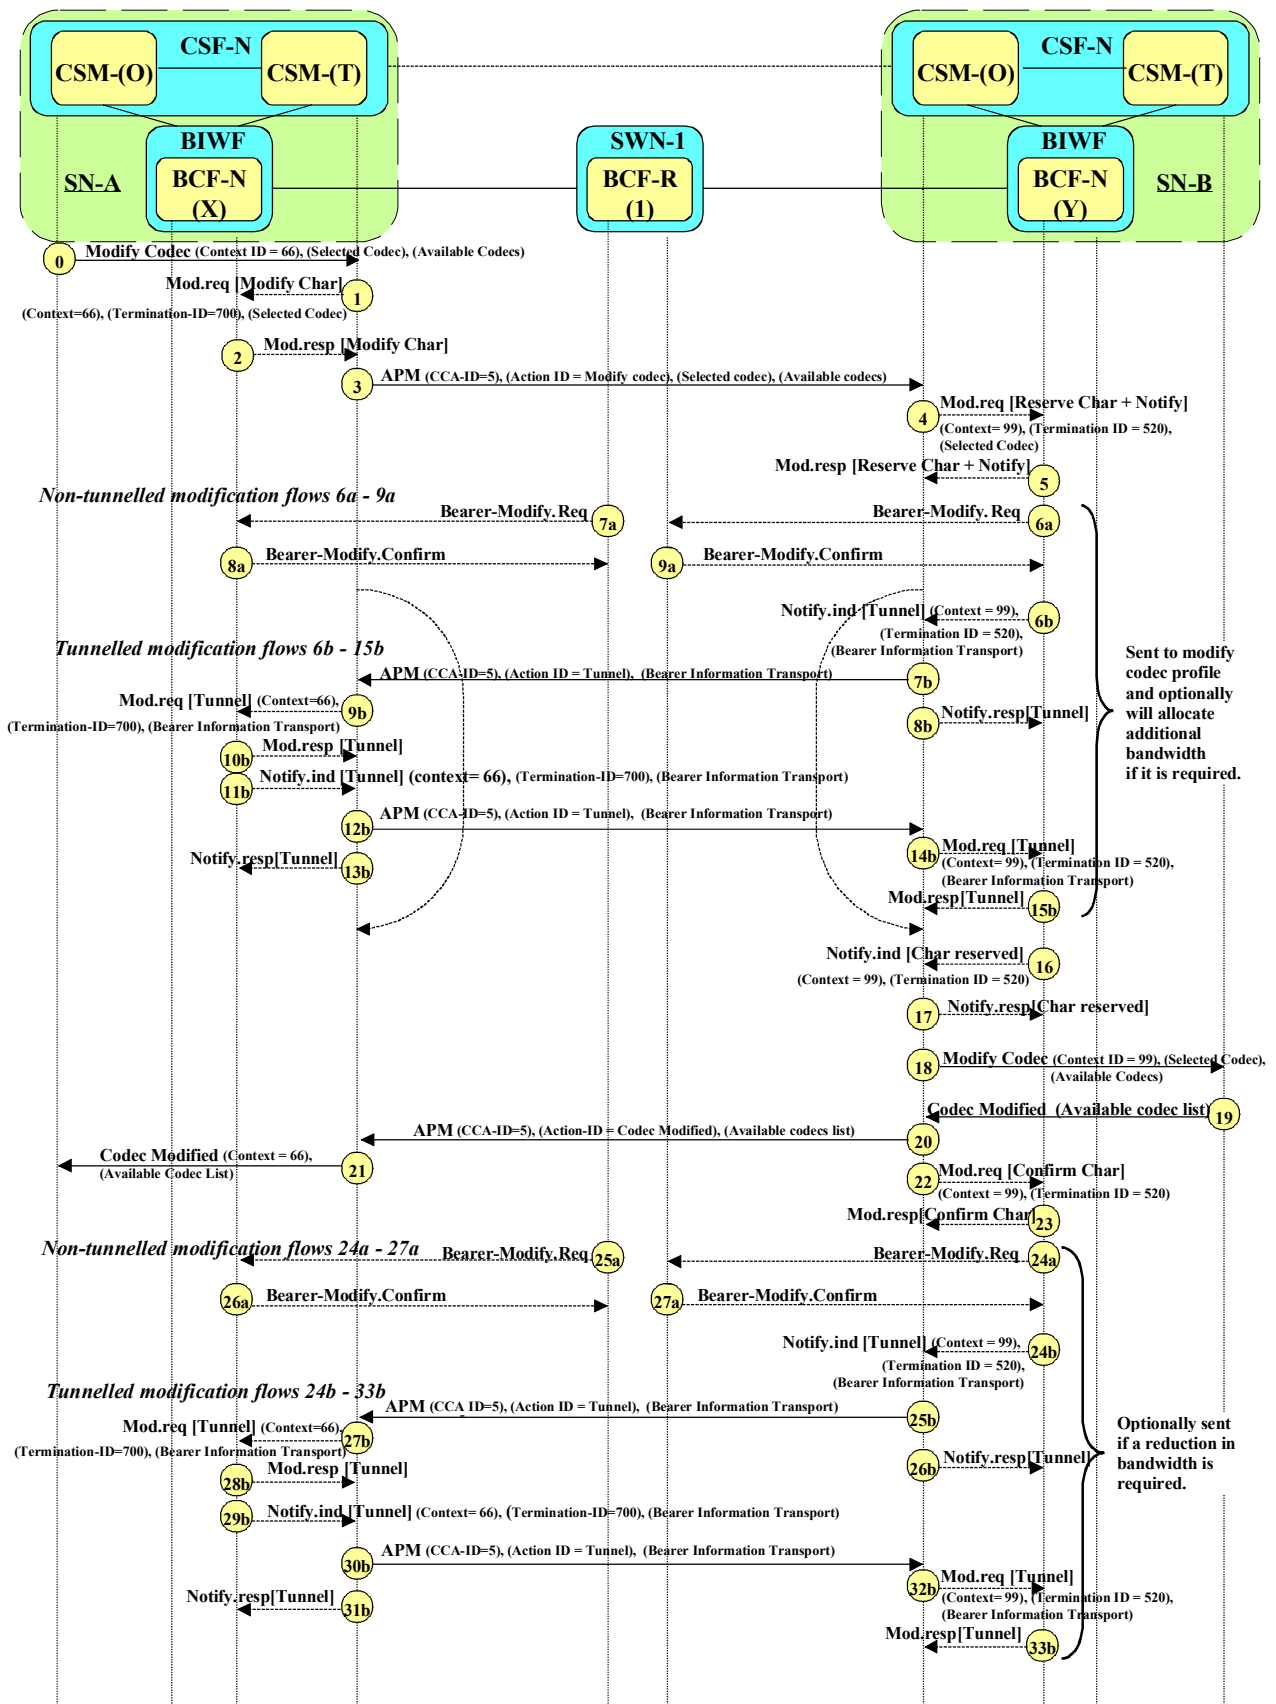 CSF-N
CSM-(O)
CSM-(T)
BIWF
SN-A
BCF-N
(X)
SWN-1
BCF-R
(1)
CSF-N
CSM-(O)
CSM-(T)
BIWF
BCF-N
(Y)
SN-B
0 Modify Codec (Context ID = 66), (Selected Codec), (Available Codecs)
Mod.req [Modify Char] 1
(Context=66), (Termination-ID=700), (Selected Codec)
2 Mod.resp [Modify Char]
3 APM (CCA-ID=5), (Action ID = Modify codec), (Selected codec), (Available codecs)
4 Mod.req [Reserve Char + Notify]
(Context= 99), (Termination ID = 520),
(Selected Codec)
Mod.resp [Reserve Char + Notify] 5
Non-tunnelled modification flows 6a - 9a
Bearer-Modify.Req 7a
Bearer-Modify.Req 6a
8a Bearer-Modify.Confirm
9a Bearer-Modify.Confirm
Notify.ind [Tunnel] (Context = 99), 6b
(Termination ID = 520),
(Bearer Information Transport)
Tunnelled modification flows 6b - 15b
APM (CCA-ID=5), (Action ID = Tunnel), (Bearer Information Transport) 7b
Mod.req [Tunnel] (Context=66), 9b
(Termination-ID=700), (Bearer Information Transport)
8b Notify.resp[Tunnel]
10b Mod.resp [Tunnel]
11b Notify.ind [Tunnel] (context= 66), (Termination-ID=700), (Bearer Information Transport)
12b APM (CCA-ID=5), (Action ID = Tunnel), (Bearer Information Transport)
Notify.resp[Tunnel] 13b
14b Mod.req [Tunnel]
(Context= 99), (Termination ID = 520),
(Bearer Information Transport)
Mod.resp[Tunnel] 15b
Sent to modify
codec profile
and optionally
will allocate
additional
bandwidth
if it is required.
Notify.ind [Char reserved] 16
(Context = 99), (Termination ID = 520)
17 Notify.resp[Char reserved]
18 Modify Codec (Context ID = 99), (Selected Codec),
(Available Codecs)
Codec Modified (Available codec list) 19
APM (CCA-ID=5), (Action-ID = Codec Modified), (Available codecs list) 20
Codec Modified (Context = 66), 21
(Available Codec List)
22 Mod.req [Confirm Char]
(Context = 99), (Termination ID = 520)
Mod.resp[Confirm Char] 23
Non-tunnelled modification flows 24a - 27a
Bearer-Modify.Req 25a
Bearer-Modify.Req 24a
26a Bearer-Modify.Confirm
27a Bearer-Modify.Confirm
Notify.ind [Tunnel] (Context = 99), 24b
(Termination ID = 520),
(Bearer Information Transport)
Tunnelled modification flows 24b - 33b
APM (CCA ID=5), (Action ID = Tunnel), (Bearer Information Transport) 25b
Mod.req [Tunnel] (Context=66), 27b
(Termination-ID=700), (Bearer Information Transport)
26b Notify.resp[Tunnel]
28b Mod.resp [Tunnel]
29b Notify.ind [Tunnel] (Context= 66), (Termination-ID=700), (Bearer Information Transport)
30b APM (CCA-ID=5), (Action ID = Tunnel), (Bearer Information Transport)
Notify.resp[Tunnel] 31b
32b Mod.req [Tunnel]
(Context= 99), (Termination ID = 520),
(Bearer Information Transport)
Mod.resp[Tunnel] 33b
Optionally sent
if a reduction in
bandwidth is
required.